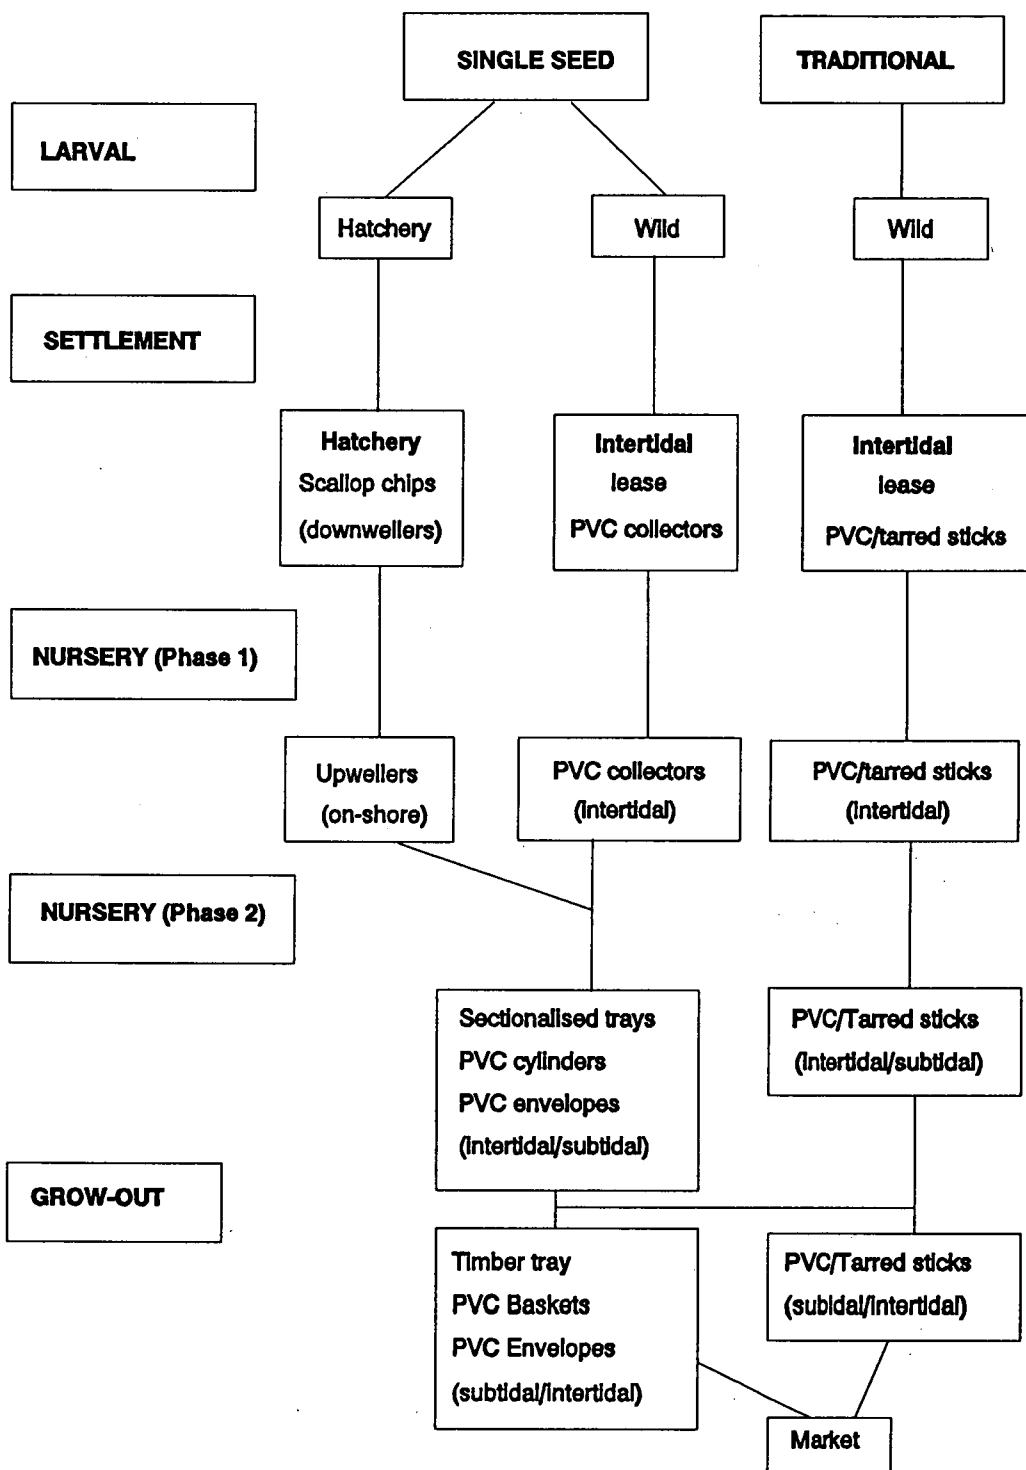 SINGLE SEED
TRADITIONAL
LARVAL
Hatchery
Wild
Wild
SETTLEMENT
Hatchery
Scallop chips
(downwellers)
Intertidal
lease
PVC collectors
Intertidal
lease
PVC/tarred sticks
NURSERY (Phase 1)
Upwellers
(on-shore)
PVC collectors
(intertidal)
PVC/tarred sticks
(intertidal)
NURSERY (Phase 2)
Sectionalised trays
PVC cylinders
PVC envelopes
(intertidal/subtidal)
PVC/Tarred sticks
(intertidal/subtidal)
GROW-OUT
Timber tray
PVC Baskets
PVC Envelopes
(subtidal/intertidal)
PVC/Tarred sticks
(subidal/intertidal)
Market